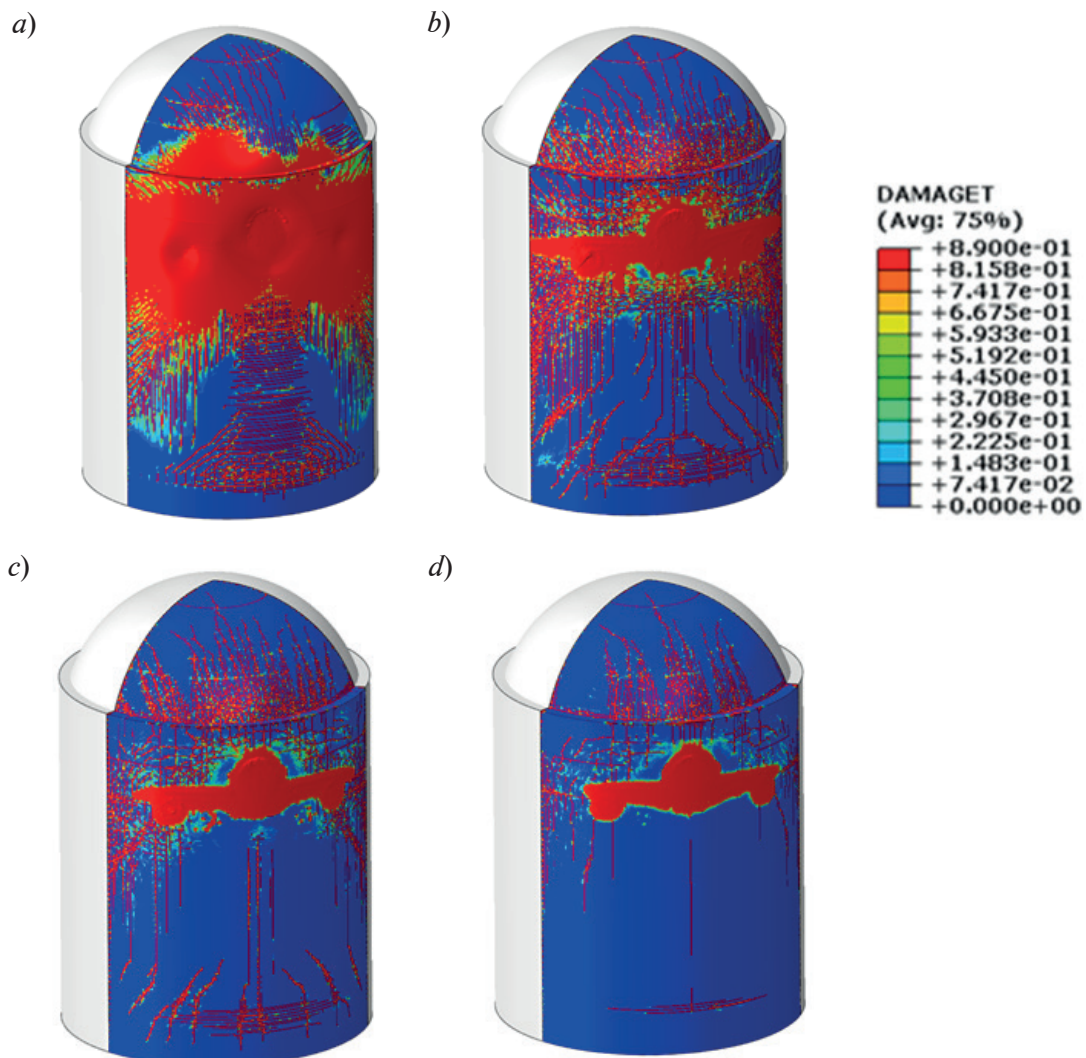 a)
b)
DAMAGET
(Avg: 75%)
+8.900e-01
+8.158e-01
+7.417e-01
+6.675e-01
+5.933e-01
+5.192e-01
+4.450e-01
+3.708e-01
+2.967e-01
+2.225e-01
+1.483e-01
+7.417e-02
+0.000e+00
c)
d)